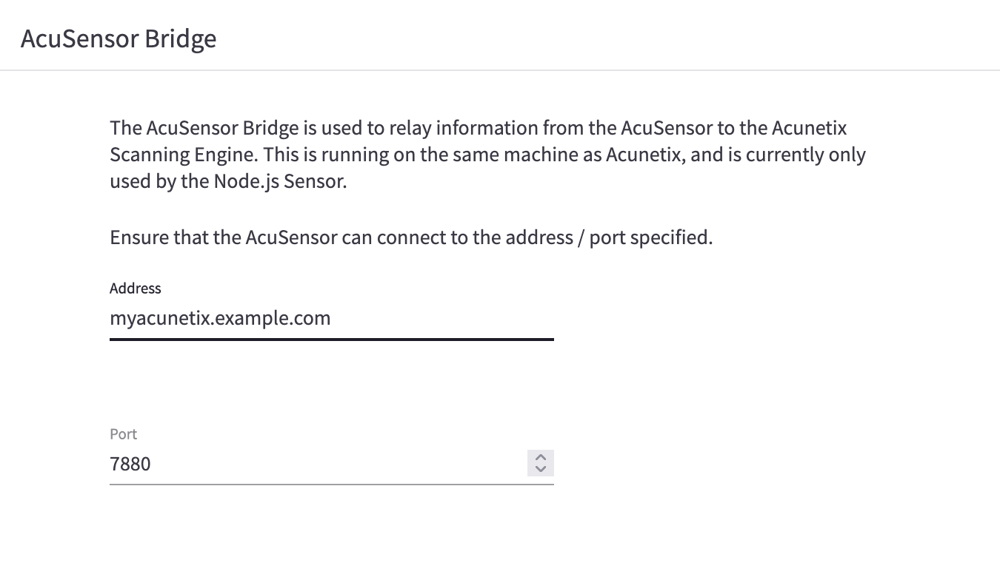 AcuSensor Bridge
The AcuSensor Bridge is used to relay information from the AcuSensor to the Acunetix
Scanning Engine. This is running on the same machine as Acunetix, and is currently only
used by the Node.js Sensor.
Ensure that the AcuSensor can connect to the address / port specified.
Address
myacunetix.example.com
Port
7880